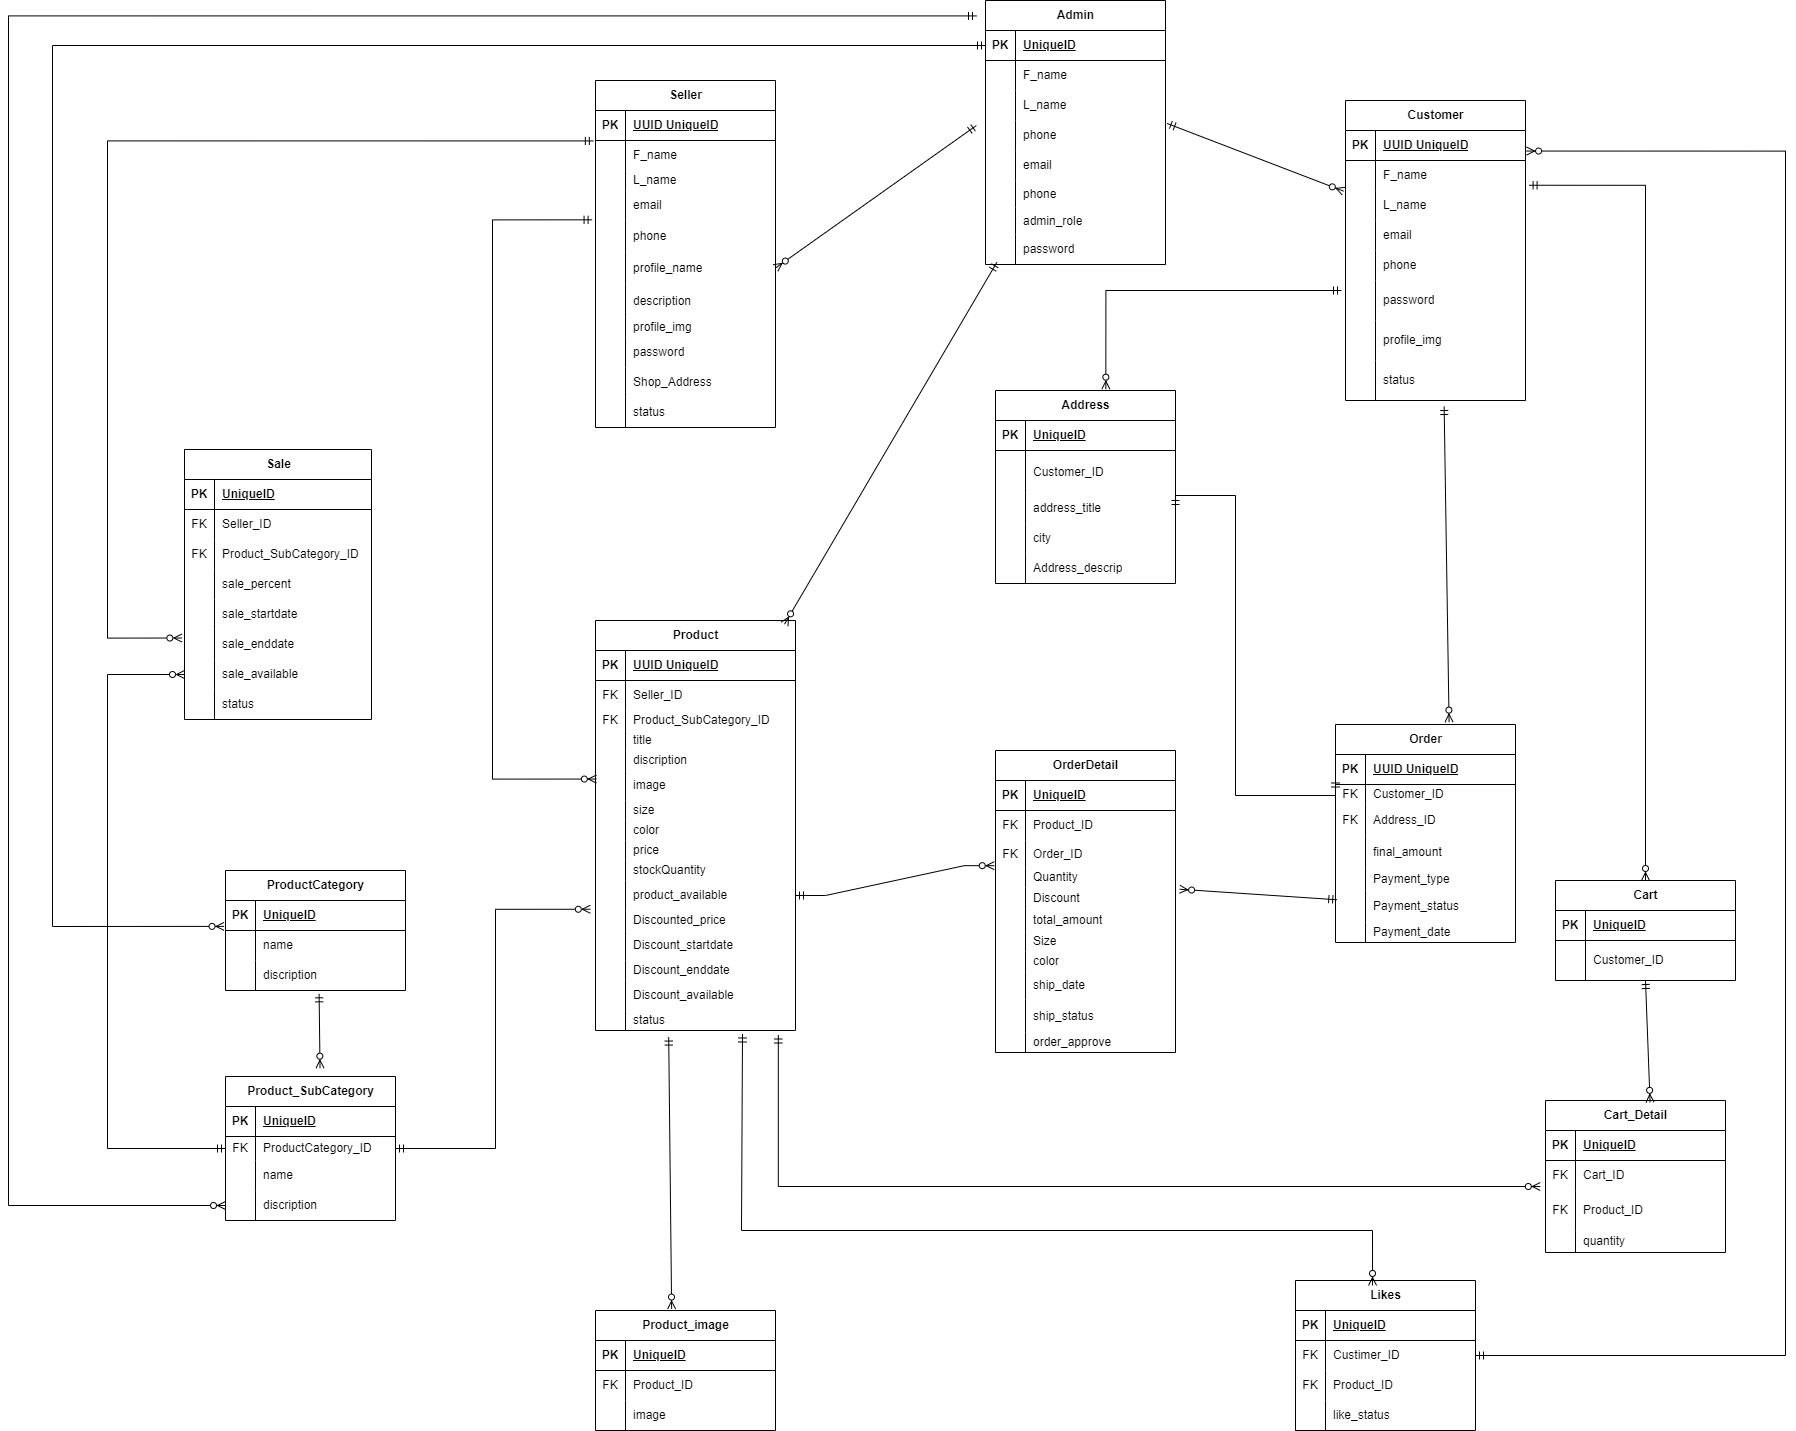 Admin
PK UniqueID
F_name
L_name
phone
email
phone
admin_role
password
Seller
PK UUID UniqueID
F_name
L_name
email
phone
profile_name
description
profile_img
password
Shop_Address
status
Customer
PK UUID UniqueID
F_name
L_name
email
phone
password
profile_img
status
Address
PK UniqueID
Customer_ID
address_title
city
Address_descrip
Sale
PK UniqueID
FK Seller_ID
FK Product_SubCategory_ID
sale_percent
sale_startdate
sale_enddate
sale_available
status
Product
PK UUID UniqueID
FK Seller_ID
FK Product_SubCategory_ID
title
discription
image
size
color
price
stockQuantity
product_available
Discounted_price
Discount_startdate
Discount_enddate
Discount_available
status
OrderDetail
PK UniqueID
FK Product_ID
FK Order_ID
Quantity
Discount
total_amount
Size
color
ship_date
ship_status
order_approve
Order
PK UUID UniqueID
FK Customer_ID
FK Address_ID
final_amount
Payment_type
Payment_status
Payment_date
ProductCategory
PK UniqueID
name
discription
Cart
PK UniqueID
Customer_ID
Product_SubCategory
PK UniqueID
FK ProductCategory_ID
name
discription
Cart_Detail
PK UniqueID
FK Cart_ID
FK Product_ID
quantity
Product_image
PK UniqueID
FK Product_ID
image
Likes
PK UniqueID
FK Custimer_ID
FK Product_ID
like_status